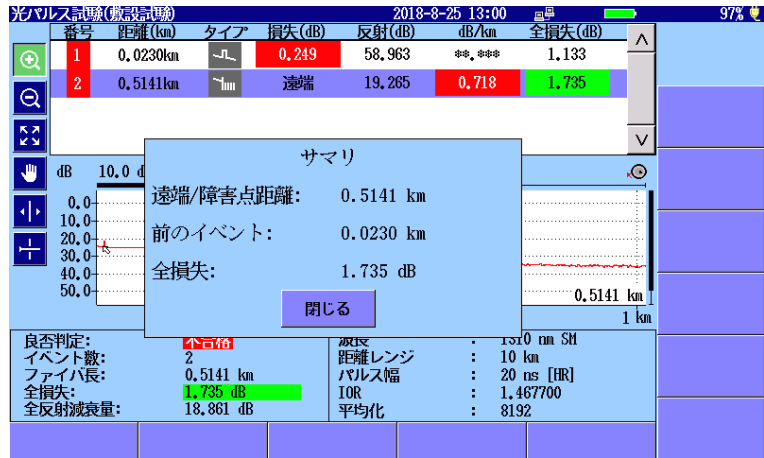 光パルス試験(敷設試験) 2018-8-25 13:00 97%
番号 距離(km) タイプ 損失(dB) 反射(dB) dB/km 全損失(dB)
1 0.0230km 0.249 58.963 **.*** 1.133
2 0.5141km 遠端 19.265 0.718 1.735
サマリ
dB 10.0 d
遠端/障害点距離: 0.5141 km
0.0
前のイベント: 0.0230 km
10.0
20.0
30.0
全損失: 1.735 dB
40.0
50.0
0.5141 km
閉じる
1 km
良否判定: 不合格 波長 : 1310 nm SM
イベント数: 2 距離レンジ : 10 km
ファイバ長: 0.5141 km パルス幅 : 20 ns [HR]
全損失: 1.735 dB IOR : 1.467700
全反射減衰量: 18.861 dB 平均化 : 8192